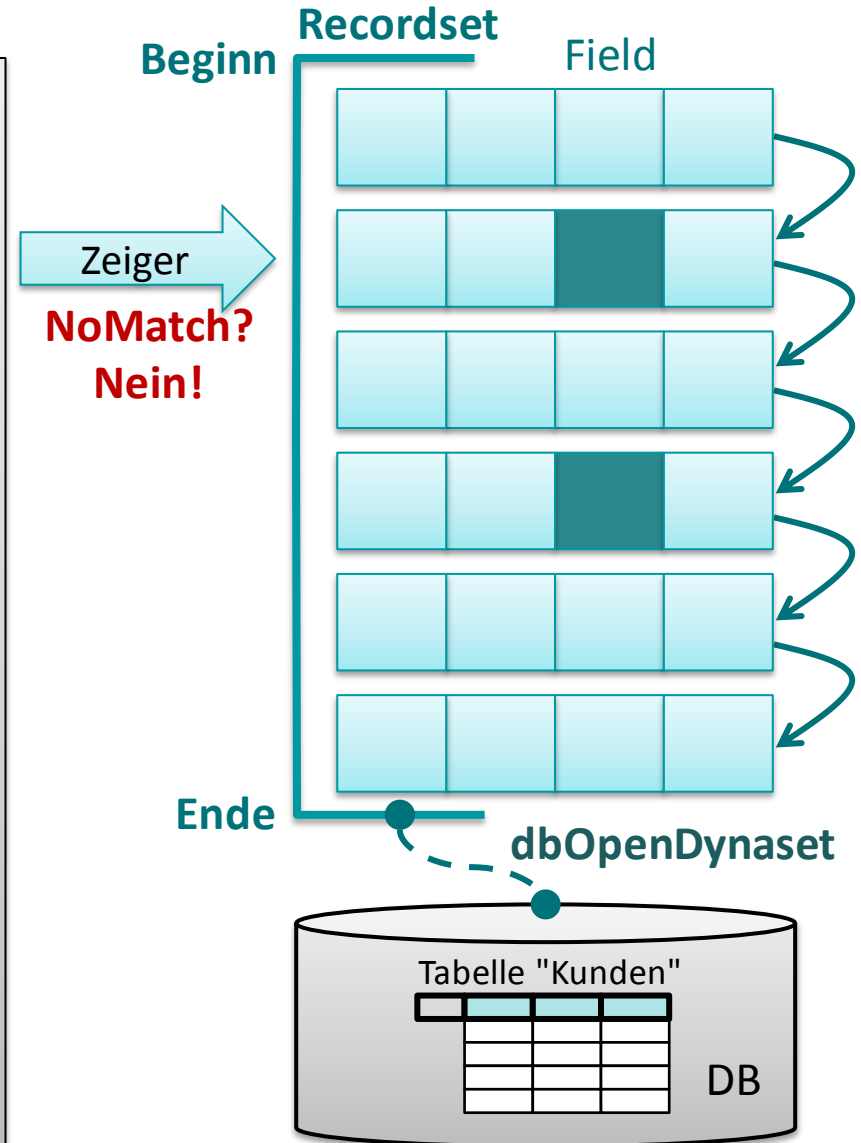 Recordset
Beginn
Field
Zeiger
NoMatch?
Nein!
Ende
dbOpenDynaset
Tabelle "Kunden"
DB